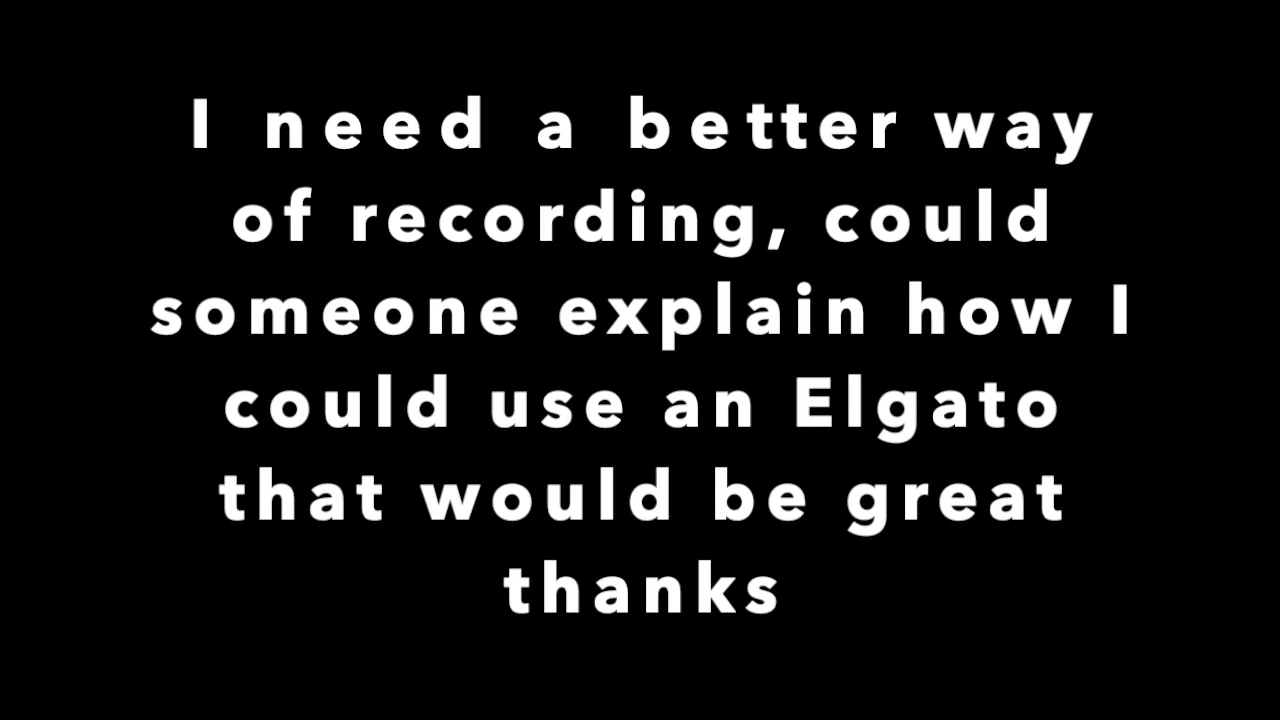 I need a better way
of recording, could
someone explain how I
could use an Elgato
that would be great
thanks